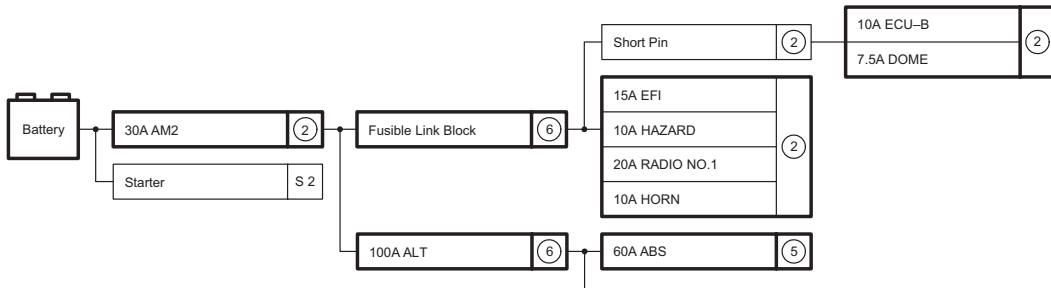 10A ECU–B
Short Pin 2
2
7.5A DOME
15A EFI
Battery 30A AM2 2 Fusible Link Block 6 10A HAZARD
2
20A RADIO NO.1
Starter S 2
10A HORN
100A ALT 6 60A ABS 5